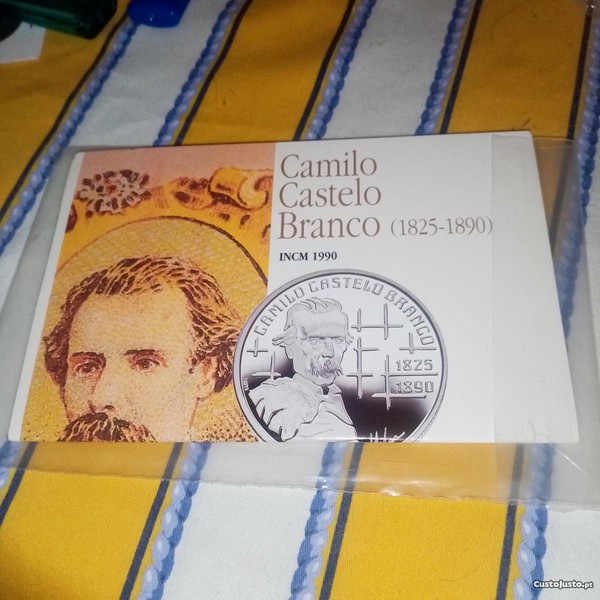 Camilo
Castelo
Branco (1825-1890)
INCM 1990
CAMILO CASTELO BRANCO
1825
1890
CustoJusto.pt